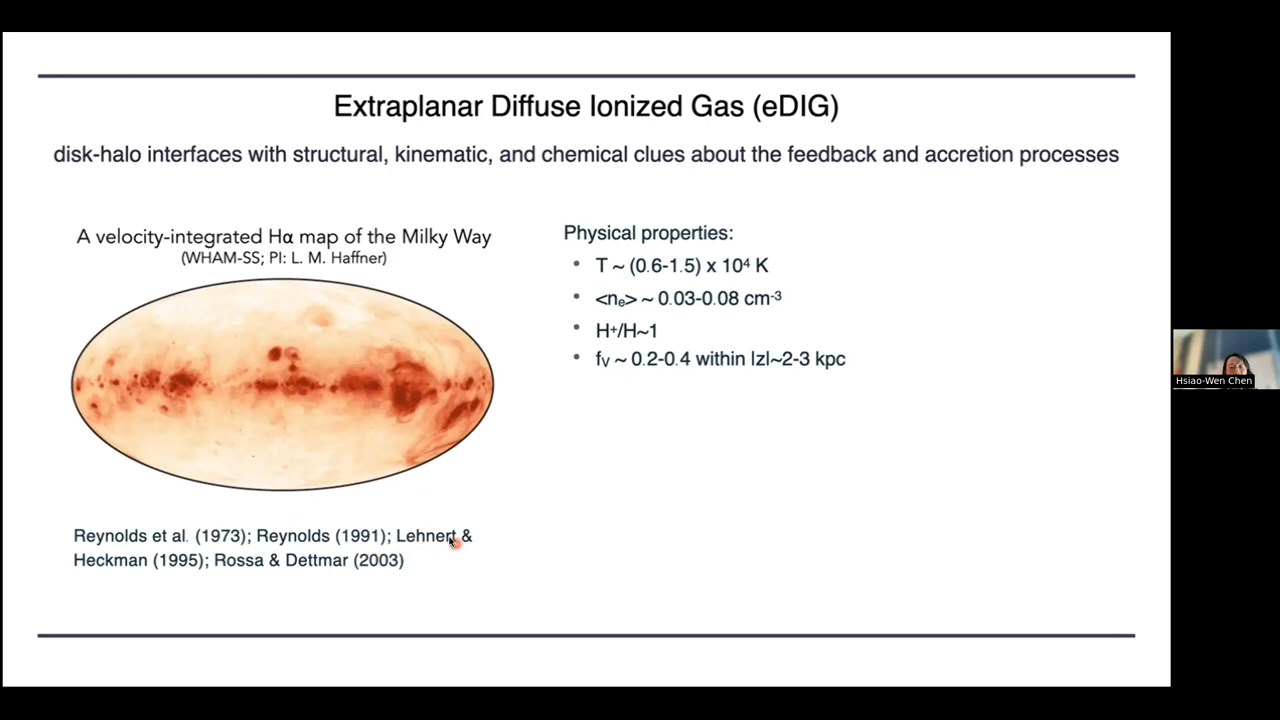 Extraplanar Diffuse Ionized Gas (eDIG)
disk-halo interfaces with structural, kinematic, and chemical clues about the feedback and accretion processes
A velocity-integrated Hα map of the Milky Way
(WHAM-SS; PI: L. M. Haffner)
Reynolds et al. (1973); Reynolds (1991); Lehnert &
Heckman (1995); Rossa & Dettmar (2003)
Physical properties:
• T ~ (0.6-1.5) x 10⁴ K
• <nₑ> ~ 0.03-0.08 cm⁻³
• H⁺/H~1
• fᵥ ~ 0.2-0.4 within |z|~2-3 kpc
Hsiao-Wen Chen